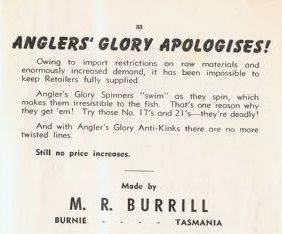 83
ANGLERS' GLORY APOLOGISES!
Owing to import restrictions on raw materials and
enormously increased demand, it has been impossible to
keep Retailers fully supplied
Angler's Glory Spinners "swim" as they spin, which
makes them irresistible to the fish. That's one reason why
they get 'em! Try those No. 17's and 21's—they're deadly!
And with Angler's Glory Anti-Kinks there are no more
twisted lines.
Still no price increases.
Made by
M. R. BURRILL
BURNIE - - - - TASMANIA